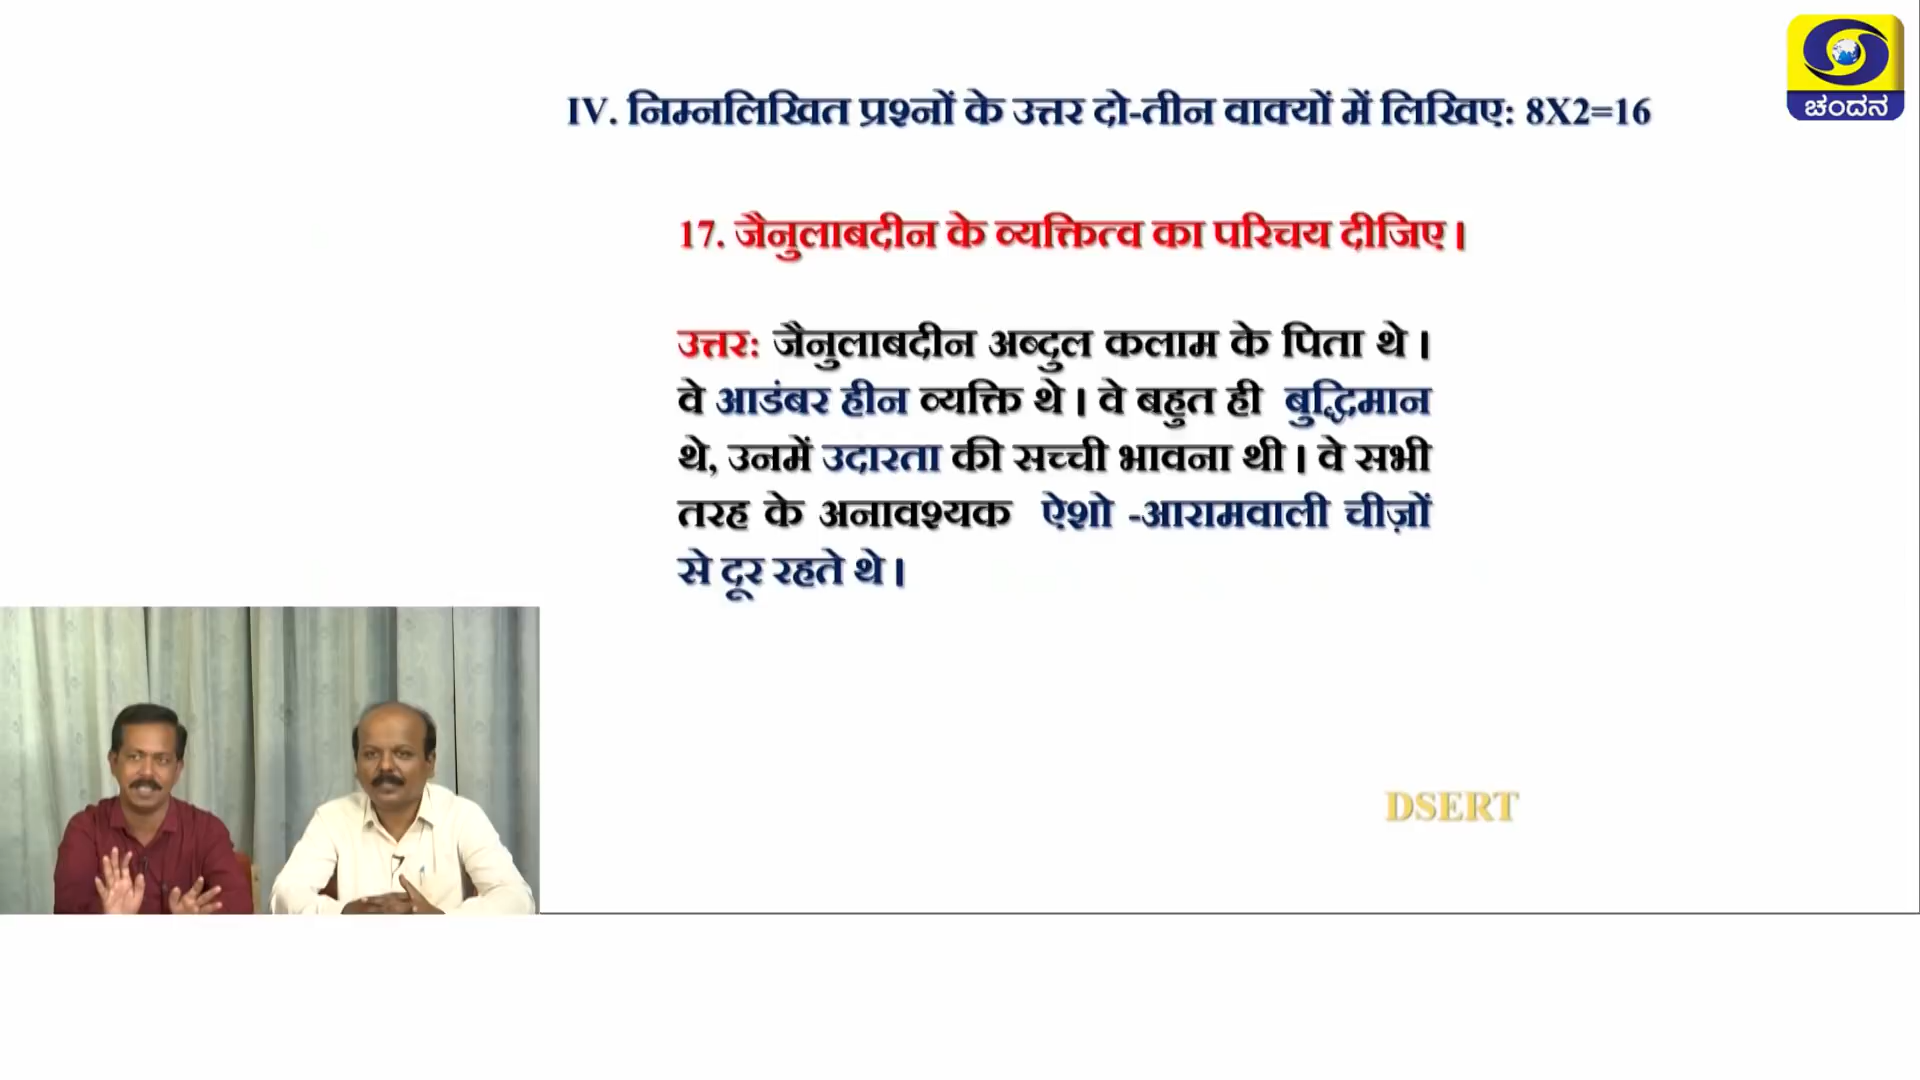 ಚಂದನ
IV. निम्नलिखित प्रश्नों के उत्तर दो-तीन वाक्यों में लिखिए: 8X2=16
17. जैनुलाबदीन के व्यक्तित्व का परिचय दीजिए।
उत्तर: जैनुलाबदीन अब्दुल कलाम के पिता थे।
वे आडंबर हीन व्यक्ति थे। वे बहुत ही बुद्धिमान
थे, उनमें उदारता की सच्ची भावना थी। वे सभी
तरह के अनावश्यक ऐशो -आरामवाली चीज़ों
से दूर रहते थे।
DSERT